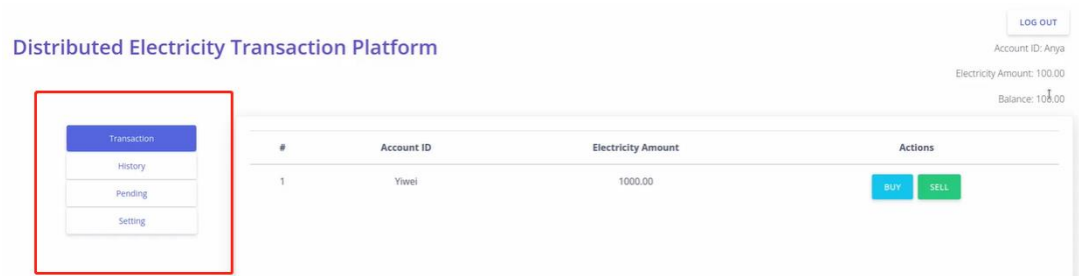 LOG OUT
Distributed Electricity Transaction Platform
Account ID: Anya
Electricity Amount: 100.00
Balance: 100.00
Transaction
History
Pending
Setting
# Account ID Electricity Amount Actions
1 Yiwei 1000.00 BUY SELL